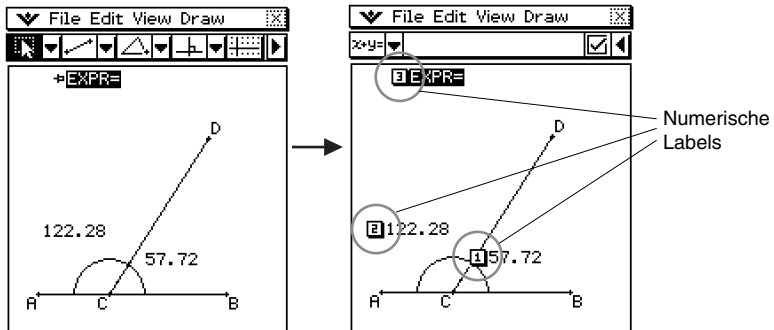 File Edit View Draw
EXPR=
D
122.28
57.72
A C B
File Edit View Draw
x+y=
3 EXPR=
D
2 122.28
1 57.72
A C B
Numerische
Labels